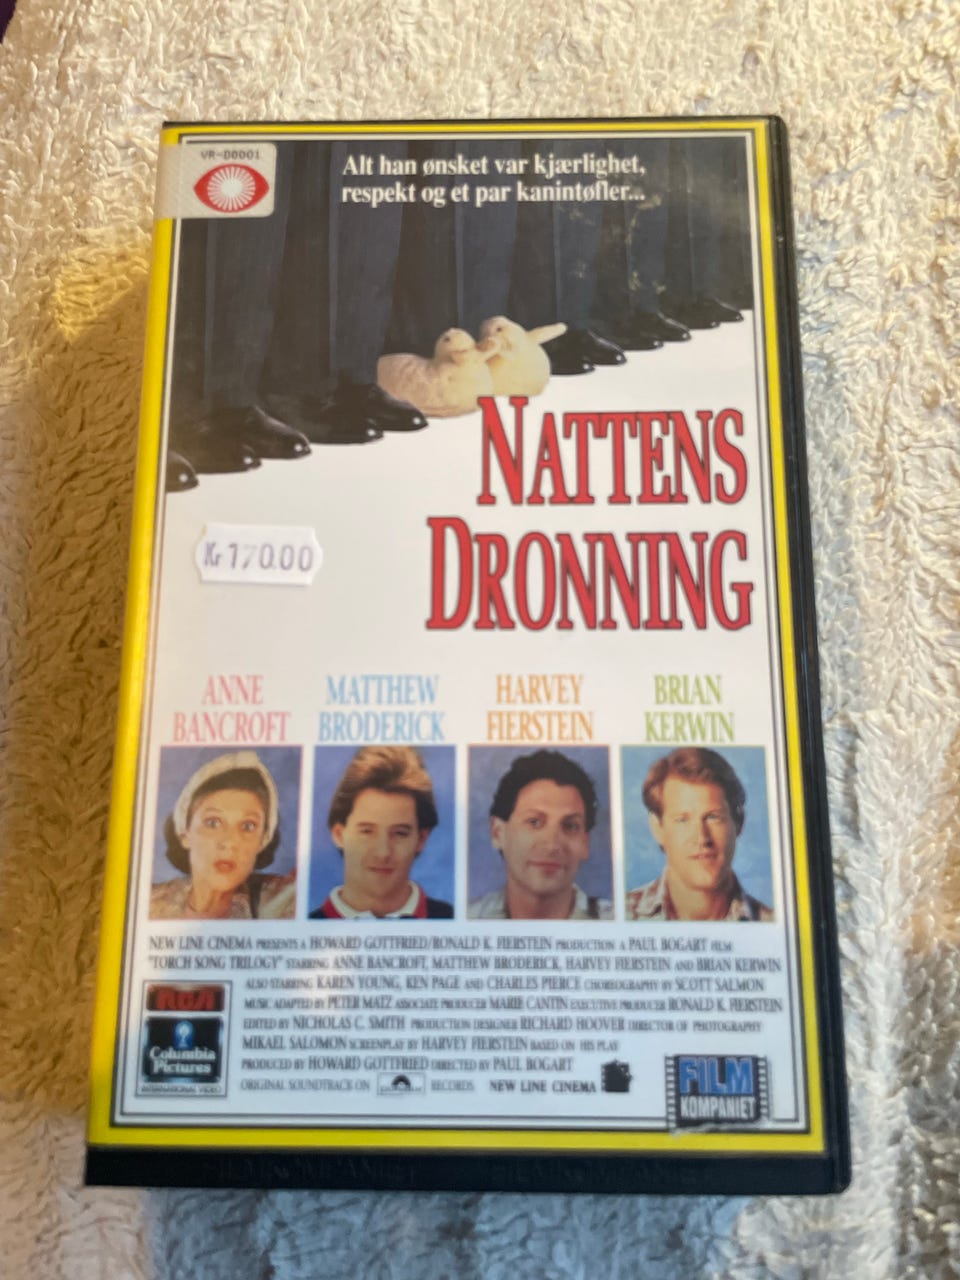 VR-D0001
Alt han ønsket var kjærlighet,
respekt og et par kanintøfler...
NATTENS
DRONNING
Kr 170.00
ANNE MATTHEW HARVEY BRIAN
BANCROFT BRODERICK FIERSTEIN KERWIN
NEW LINE CINEMA PRESENTS A HOWARD GOTTFRIED/RONALD K. FIERSTEIN PRODUCTION A PAUL BOGART FILM
"TORCH SONG TRILOGY" STARRING ANNE BANCROFT, MATTHEW BRODERICK, HARVEY FIERSTEIN AND BRIAN KERWIN
ALSO STARRING KAREN YOUNG, KEN PAGE AND CHARLES PIERCE CHOREOGRAPHY BY SCOTT SALMON
MUSIC ADAPTED BY PETER MATZ ASSOCIATE PRODUCER MARIE CANTIN EXECUTIVE PRODUCER RONALD K. FIERSTEIN
EDITED BY NICHOLAS C. SMITH PRODUCTION DESIGNER RICHARD HOOVER DIRECTOR OF PHOTOGRAPHY
MIKAEL SALOMON SCREENPLAY BY HARVEY FIERSTEIN BASED ON HIS PLAY
PRODUCED BY HOWARD GOTTFRIED DIRECTED BY PAUL BOGART
ORIGINAL SOUNDTRACK ON RECORDS NEW LINE CINEMA
RCA
Columbia
Pictures
INTERNATIONAL VIDEO
FILM
KOMPANIET